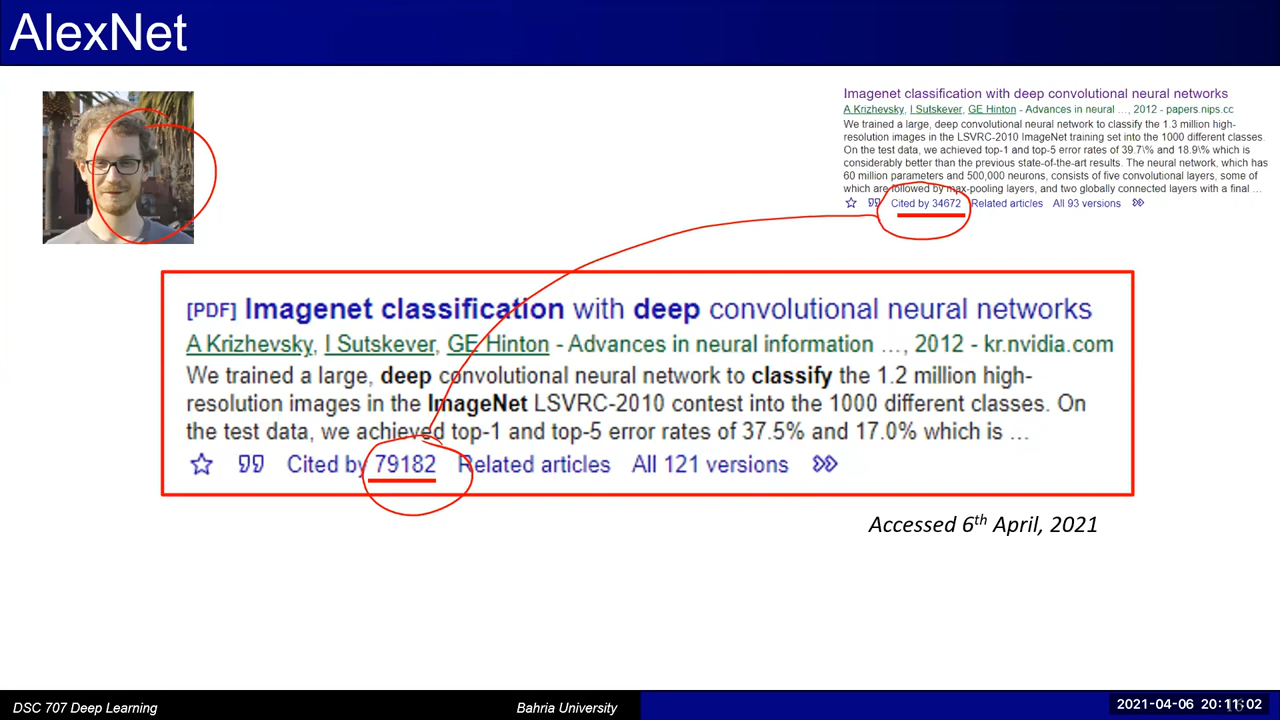 AlexNet
Imagenet classification with deep convolutional neural networks
A Krizhevsky, I Sutskever, GE Hinton - Advances in neural …, 2012 - papers.nips.cc
We trained a large, deep convolutional neural network to classify the 1.3 million high-
resolution images in the LSVRC-2010 ImageNet training set into the 1000 different classes.
On the test data, we achieved top-1 and top-5 error rates of 39.7\% and 18.9\% which is
considerably better than the previous state-of-the-art results. The neural network, which has
60 million parameters and 500,000 neurons, consists of five convolutional layers, some of
which are followed by max-pooling layers, and two globally connected layers with a final …
Cited by 34672 Related articles All 93 versions
[PDF] Imagenet classification with deep convolutional neural networks
A Krizhevsky, I Sutskever, GE Hinton - Advances in neural information …, 2012 - kr.nvidia.com
We trained a large, deep convolutional neural network to classify the 1.2 million high-
resolution images in the ImageNet LSVRC-2010 contest into the 1000 different classes. On
the test data, we achieved top-1 and top-5 error rates of 37.5% and 17.0% which is …
Cited by 79182 Related articles All 121 versions
Accessed 6th April, 2021
DSC 707 Deep Learning
Bahria University
2021-04-06 20:11:02